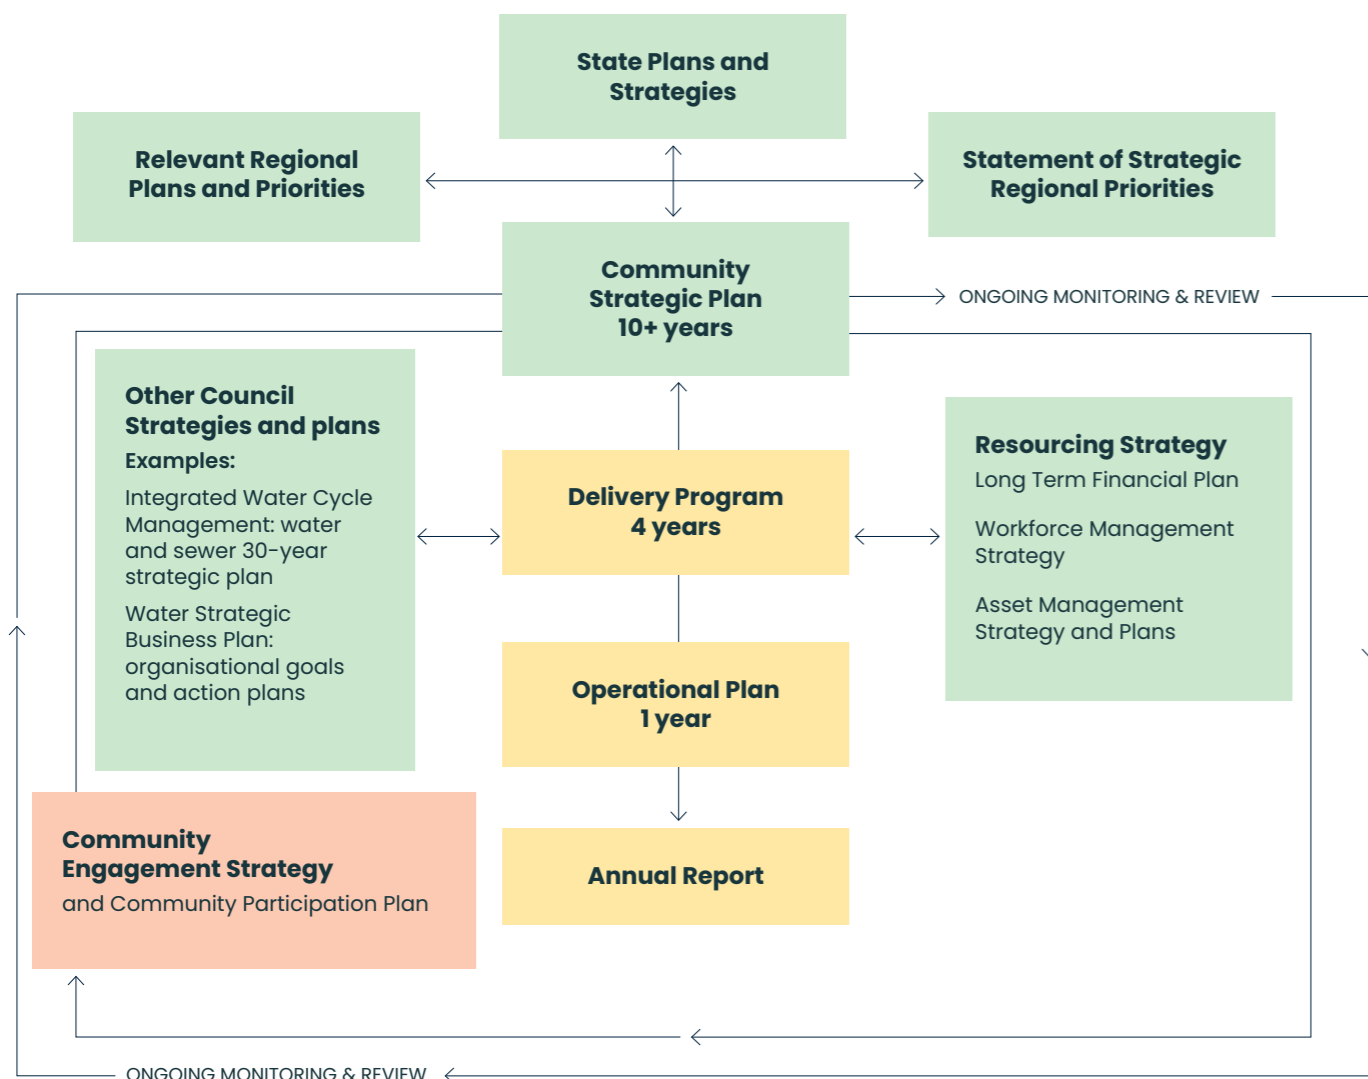 State Plans and
Strategies
Relevant Regional
Plans and Priorities
Statement of Strategic
Regional Priorities
Community
Strategic Plan
10+ years
ONGOING MONITORING & REVIEW
Other Council
Strategies and plans
Examples:
Integrated Water Cycle
Management: water
and sewer 30-year
strategic plan
Water Strategic
Business Plan:
organisational goals
and action plans
Delivery Program
4 years
Resourcing Strategy
Long Term Financial Plan
Workforce Management
Strategy
Asset Management
Strategy and Plans
Operational Plan
1 year
Community
Engagement Strategy
and Community Participation Plan
Annual Report
ONGOING MONITORING & REVIEW